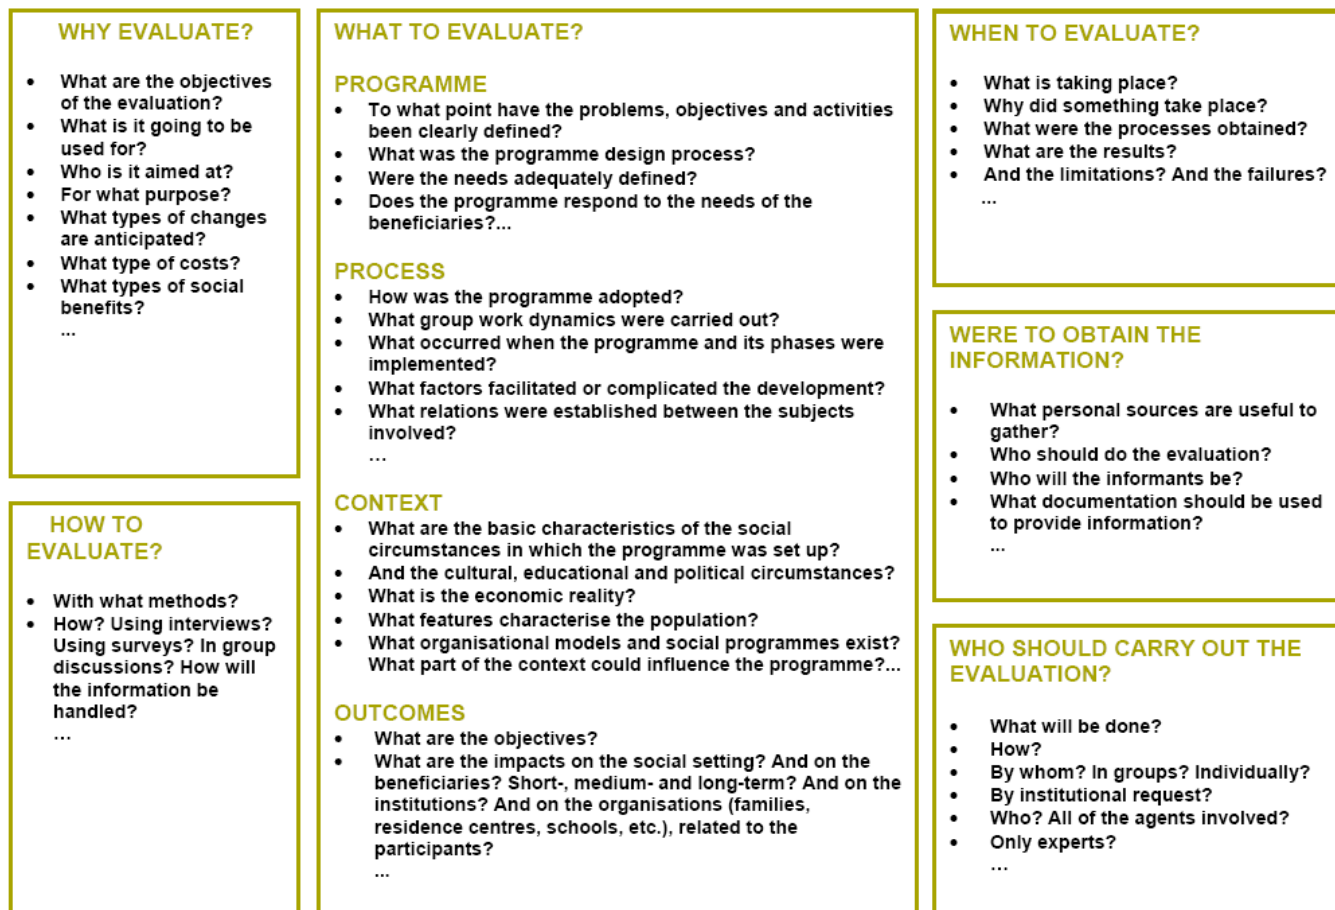 WHY EVALUATE?
• What are the objectives
of the evaluation?
• What is it going to be
used for?
• Who is it aimed at?
• For what purpose?
• What types of changes
are anticipated?
• What type of costs?
• What types of social
benefits?
...
HOW TO
EVALUATE?
• With what methods?
• How? Using interviews?
Using surveys? In group
discussions? How will
the information be
handled?
...
WHAT TO EVALUATE?
PROGRAMME
• To what point have the problems, objectives and activities
been clearly defined?
• What was the programme design process?
• Were the needs adequately defined?
• Does the programme respond to the needs of the
beneficiaries?...
PROCESS
• How was the programme adopted?
• What group work dynamics were carried out?
• What occurred when the programme and its phases were
implemented?
• What factors facilitated or complicated the development?
• What relations were established between the subjects
involved?
...
CONTEXT
• What are the basic characteristics of the social
circumstances in which the programme was set up?
• And the cultural, educational and political circumstances?
• What is the economic reality?
• What features characterise the population?
• What organisational models and social programmes exist?
What part of the context could influence the programme?...
OUTCOMES
• What are the objectives?
• What are the impacts on the social setting? And on the
beneficiaries? Short-, medium- and long-term? And on the
institutions? And on the organisations (families,
residence centres, schools, etc.), related to the
participants?
...
WHEN TO EVALUATE?
• What is taking place?
• Why did something take place?
• What were the processes obtained?
• What are the results?
• And the limitations? And the failures?
...
WERE TO OBTAIN THE
INFORMATION?
• What personal sources are useful to
gather?
• Who should do the evaluation?
• Who will the informants be?
• What documentation should be used
to provide information?
...
WHO SHOULD CARRY OUT THE
EVALUATION?
• What will be done?
• How?
• By whom? In groups? Individually?
• By institutional request?
• Who? All of the agents involved?
• Only experts?
...